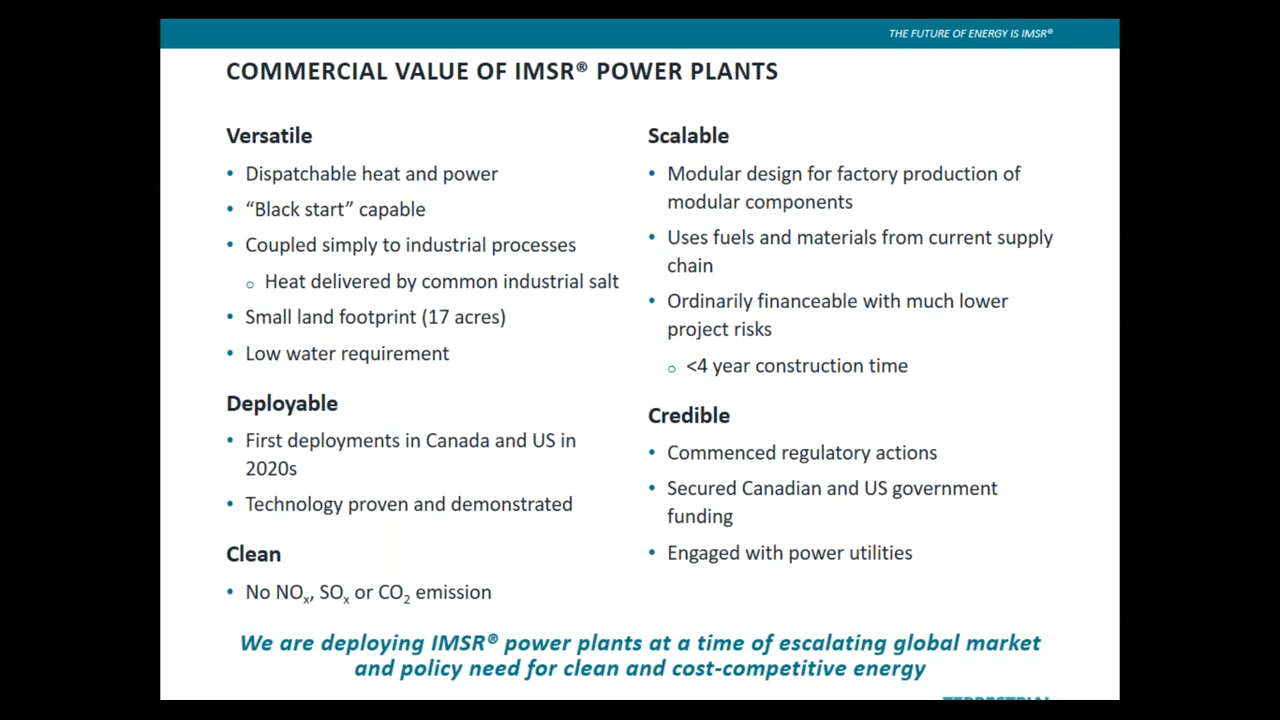 THE FUTURE OF ENERGY IS IMSR®
COMMERCIAL VALUE OF IMSR® POWER PLANTS
Versatile
• Dispatchable heat and power
• “Black start” capable
• Coupled simply to industrial processes
o Heat delivered by common industrial salt
• Small land footprint (17 acres)
• Low water requirement
Deployable
• First deployments in Canada and US in
2020s
• Technology proven and demonstrated
Clean
• No NOx, SOx or CO2 emission
Scalable
• Modular design for factory production of
modular components
• Uses fuels and materials from current supply
chain
• Ordinarily financeable with much lower
project risks
o <4 year construction time
Credible
• Commenced regulatory actions
• Secured Canadian and US government
funding
• Engaged with power utilities
We are deploying IMSR® power plants at a time of escalating global market
and policy need for clean and cost-competitive energy
TERRESTRIAL